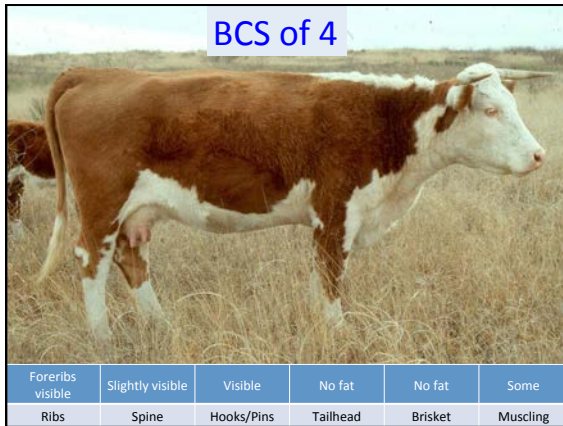 BCS of 4
Foreribs visible
Slightly visible
Visible
No fat
No fat
Some
Ribs
Spine
Hooks/Pins
Tailhead
Brisket
Muscling